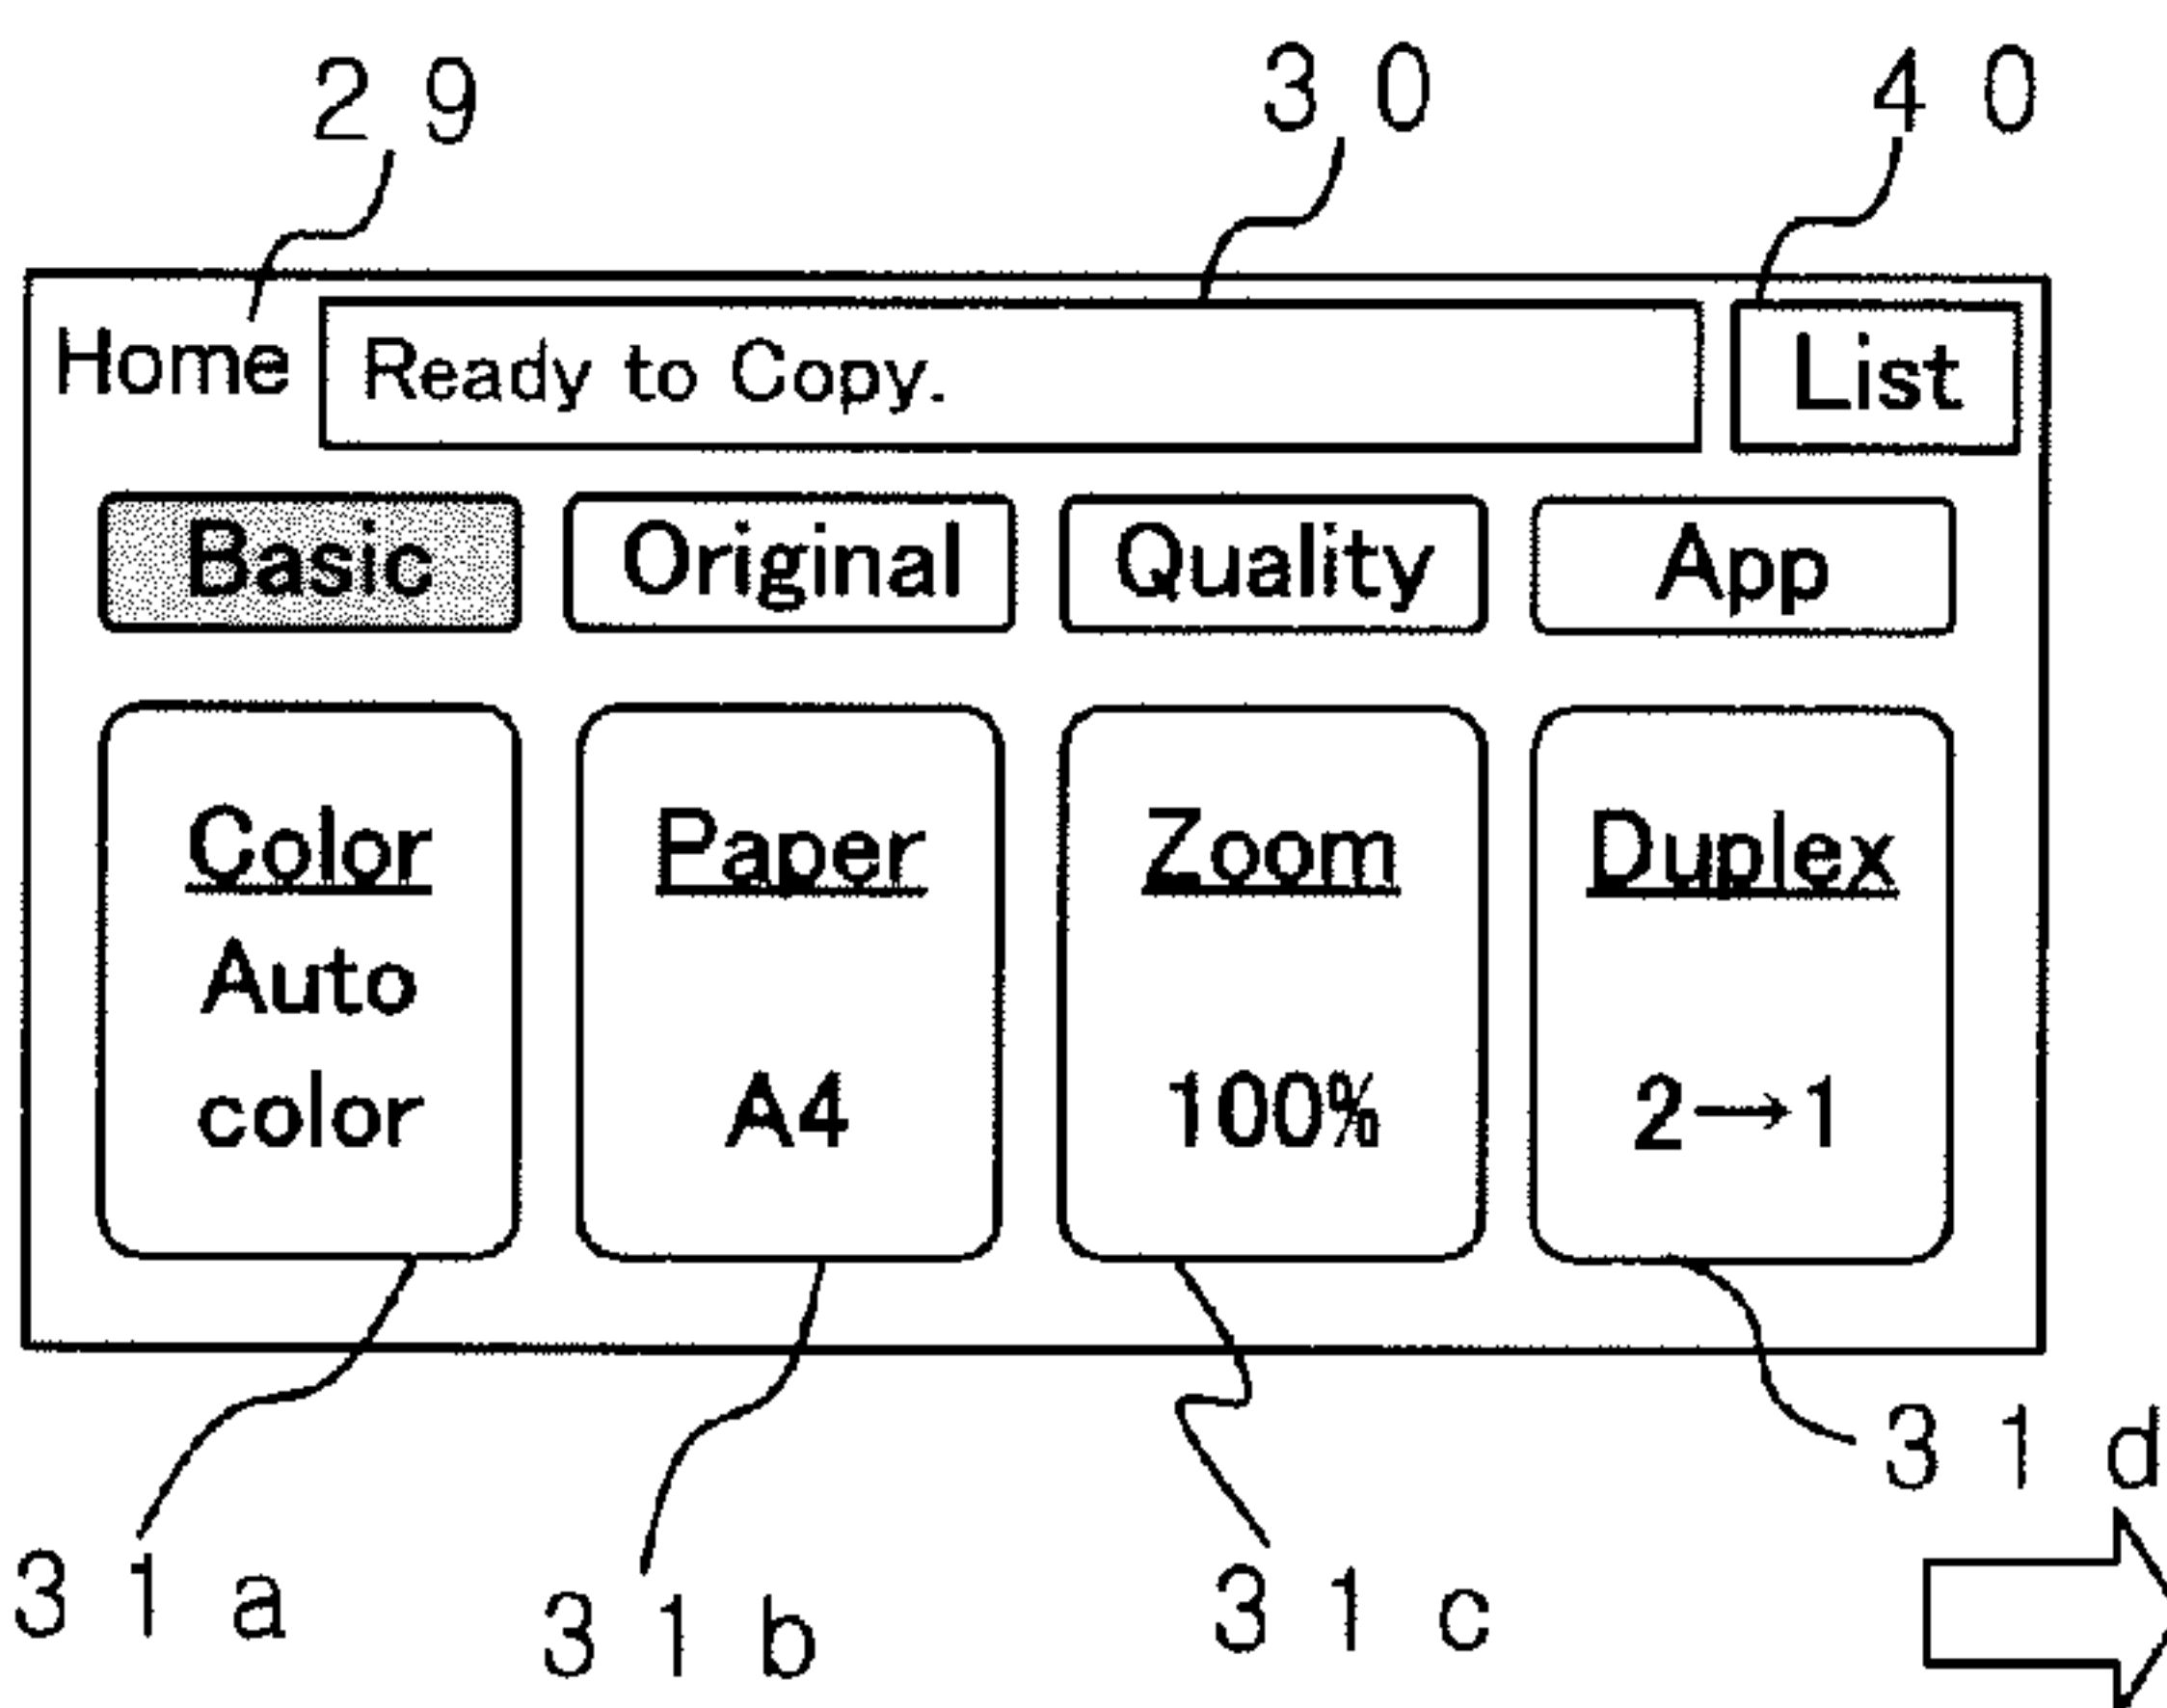 29 30 40
Home Ready to Copy. List
Basic Original Quality App
Color Paper Zoom Duplex
Auto
color A4 100% 2→1
31d
31a 31b 31c